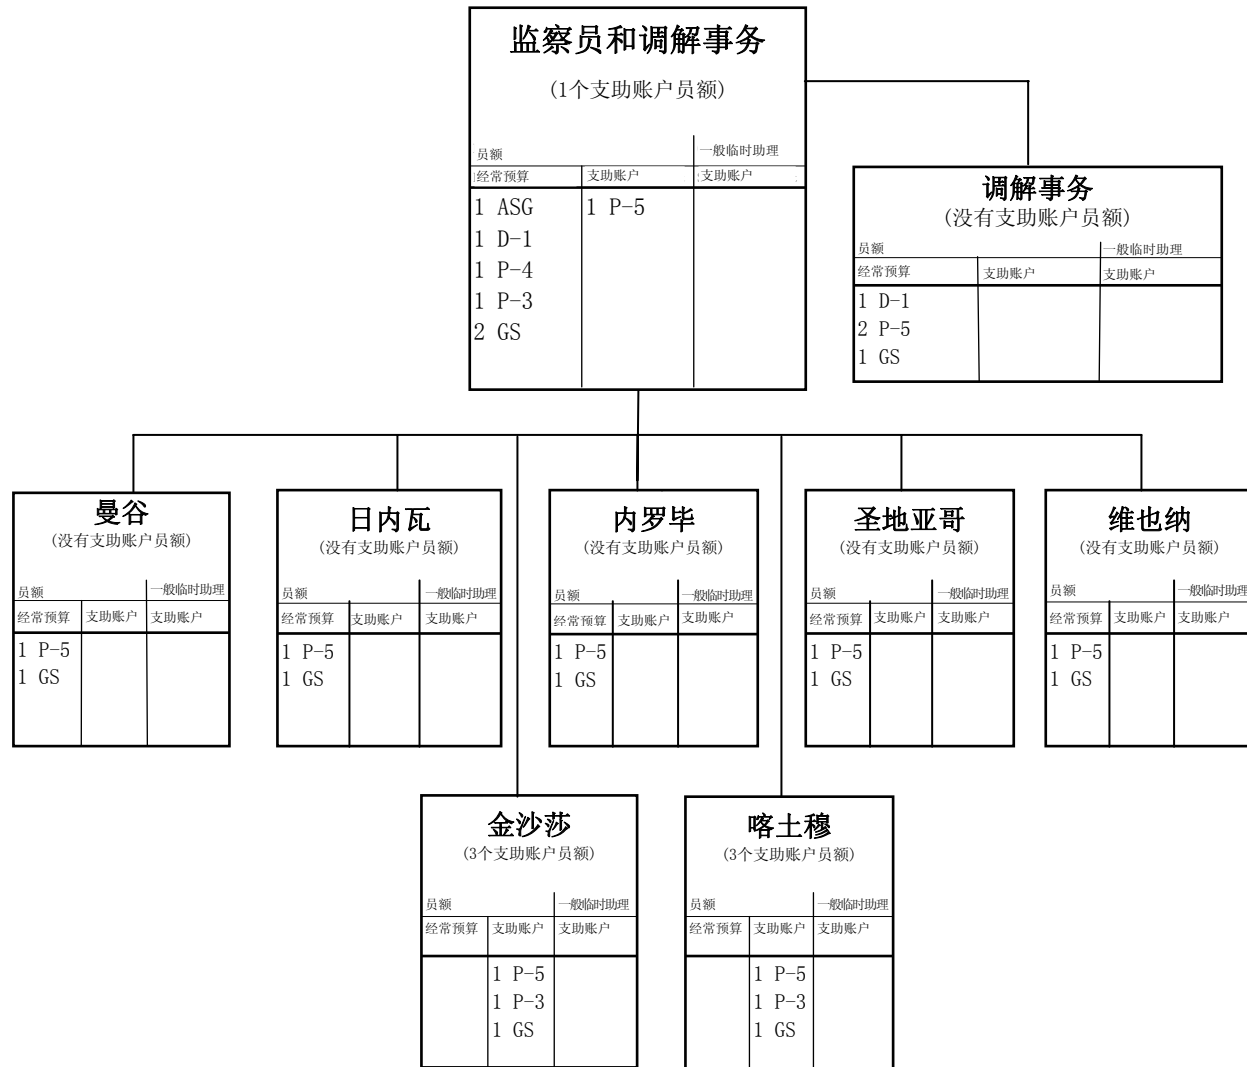 监察员和调解事务
(1个支助账户员额)
员额 一般临时助理
经常预算 支助账户 支助账户
1 ASG 1 P-5
1 D-1
1 P-4
1 P-3
2 GS
调解事务
(没有支助账户员额)
员额 一般临时助理
经常预算 支助账户 支助账户
1 D-1
2 P-5
1 GS
曼谷
(没有支助账户员额)
员额 一般临时助理
经常预算 支助账户 支助账户
1 P-5
1 GS
日内瓦
(没有支助账户员额)
员额 一般临时助理
经常预算 支助账户 支助账户
1 P-5
1 GS
内罗毕
(没有支助账户员额)
员额 一般临时助理
经常预算 支助账户 支助账户
1 P-5
1 GS
圣地亚哥
(没有支助账户员额)
员额 一般临时助理
经常预算 支助账户 支助账户
1 P-5
1 GS
维也纳
(没有支助账户员额)
员额 一般临时助理
经常预算 支助账户 支助账户
1 P-5
1 GS
金沙莎
(3个支助账户员额)
员额 一般临时助理
经常预算 支助账户 支助账户
1 P-5
1 P-3
1 GS
喀土穆
(3个支助账户员额)
员额 一般临时助理
经常预算 支助账户 支助账户
1 P-5
1 P-3
1 GS